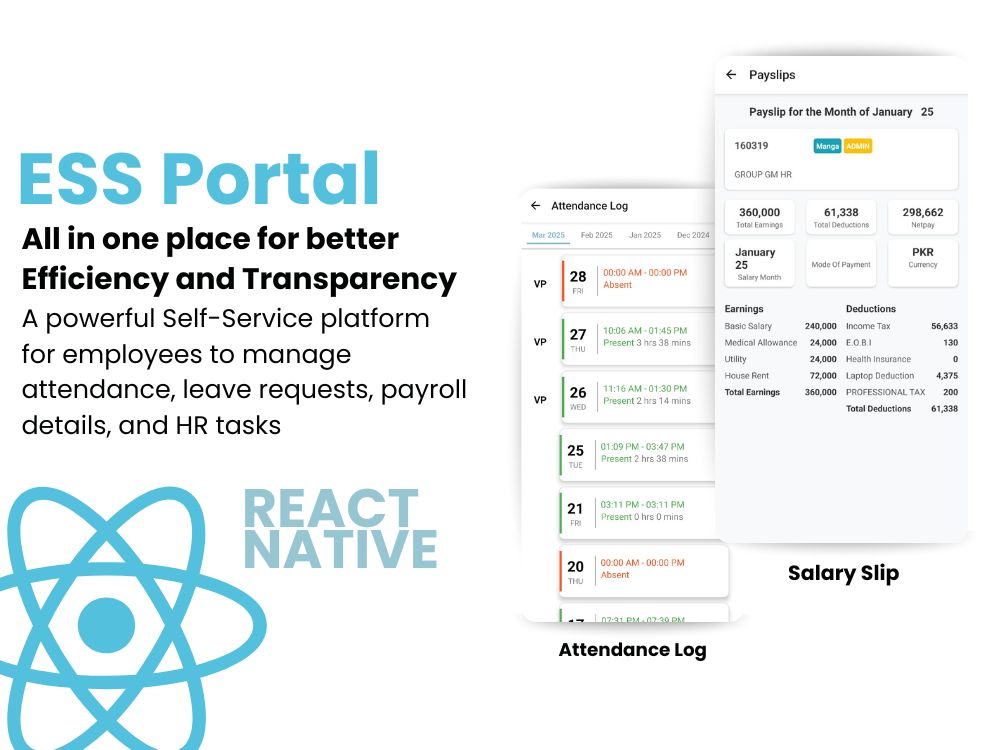 ESS Portal
All in one place for better
Efficiency and Transparency
A powerful Self-Service platform
for employees to manage
attendance, leave requests, payroll
details, and HR tasks
REACT
NATIVE
Attendance Log
Mar 2025 Feb 2025 Jan 2025 Dec 2024
VP 28 FRI 00:00 AM - 00:00 PM
Absent
VP 27 THU 10:06 AM - 01:45 PM
Present 3 hrs 38 mins
VP 26 WED 11:16 AM - 01:30 PM
Present 2 hrs 14 mins
25 TUE 01:09 PM - 03:47 PM
Present 2 hrs 38 mins
21 FRI 03:11 PM - 03:11 PM
Present 0 hrs 0 mins
20 THU 00:00 AM - 00:00 PM
Absent
17 07:31 PM - 07:39 PM
Attendance Log
Payslips
Payslip for the Month of January 25
160319 Manga ADMIN
GROUP GM HR
360,000 61,338 298,662
Total Earnings Total Deductions Netpay
January 25 Mode Of Payment PKR
Salary Month Currency
Earnings Deductions
Basic Salary 240,000 Income Tax 56,633
Medical Allowance 24,000 E.O.B.I 130
Utility 24,000 Health Insurance 0
House Rent 72,000 Laptop Deduction 4,375
Total Earnings 360,000 PROFESSIONAL TAX 200
Total Deductions 61,338
Salary Slip